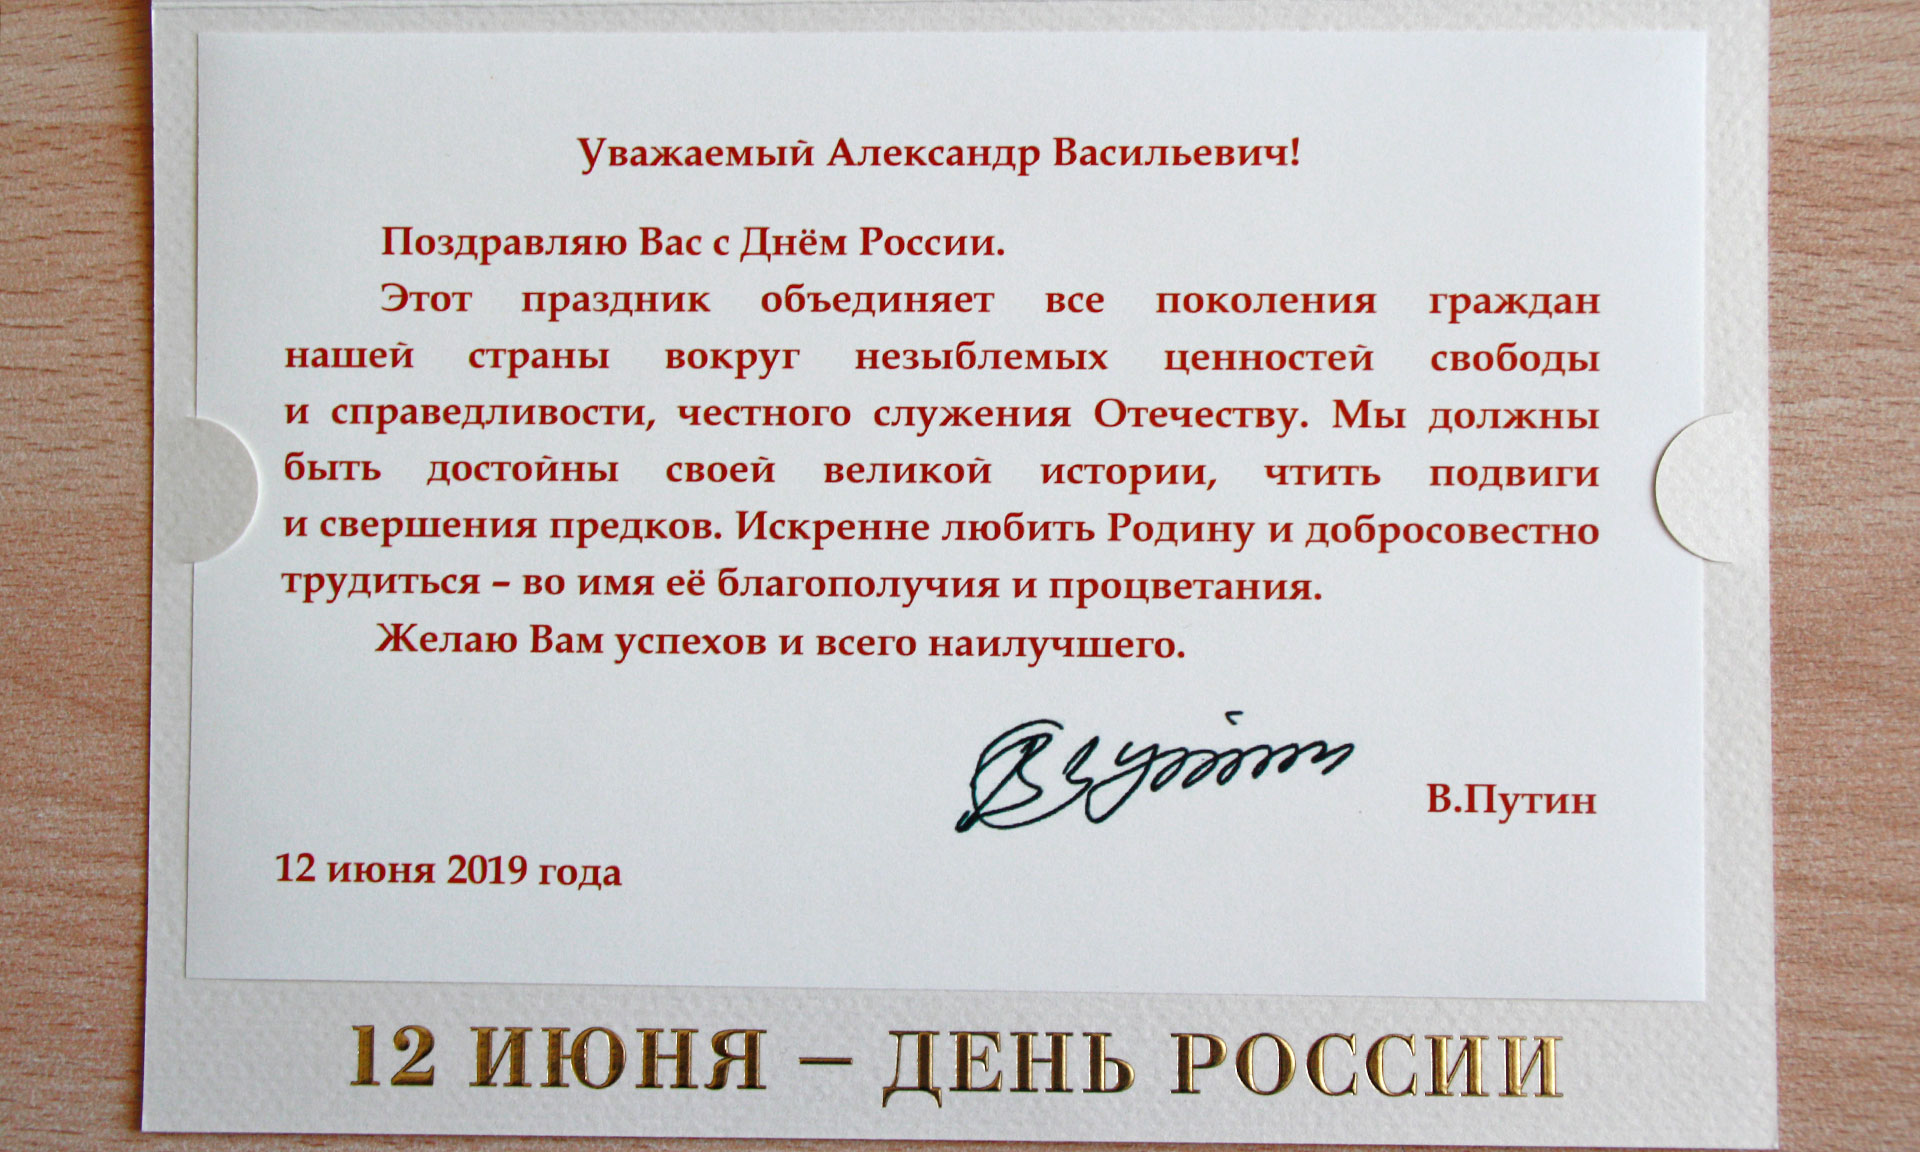 Уважаемый Александр Васильевич!
Поздравляю Вас с Днём России.
Этот праздник объединяет все поколения граждан
нашей страны вокруг незыблемых ценностей свободы
и справедливости, честного служения Отечеству. Мы должны
быть достойны своей великой истории, чтить подвиги
и свершения предков. Искренне любить Родину и добросовестно
трудиться – во имя её благополучия и процветания.
Желаю Вам успехов и всего наилучшего.
В.Путин
12 июня 2019 года
12 ИЮНЯ – ДЕНЬ РОССИИ